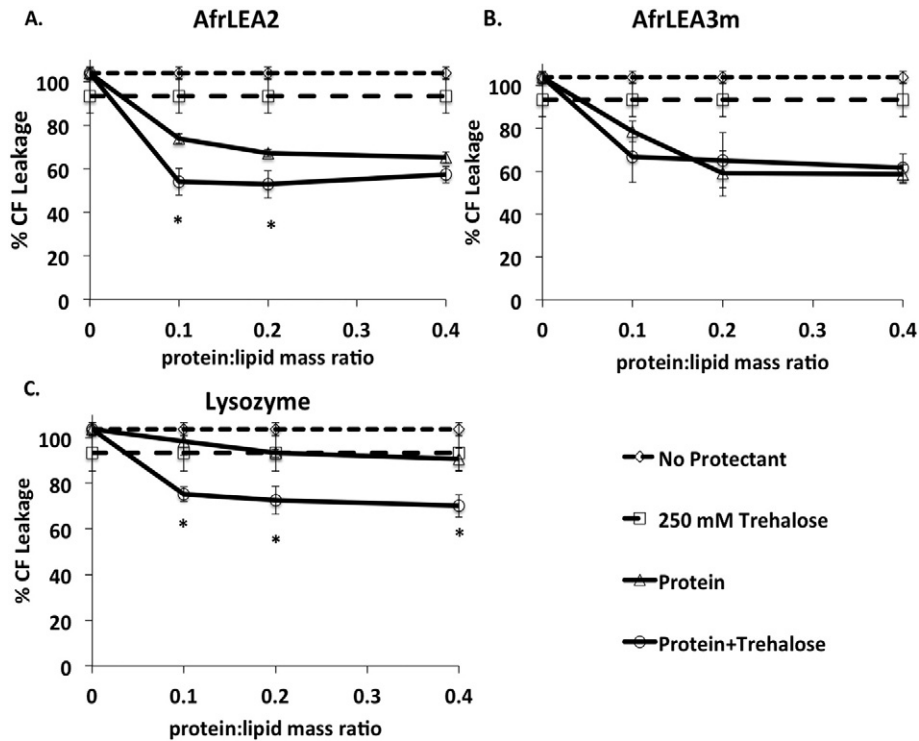 A.
AfrLEA2
% CF Leakage
100
80
60
40
20
0
* *
0 0.1 0.2 0.3 0.4
protein:lipid mass ratio
B.
AfrLEA3m
% CF Leakage
100
80
60
40
20
0
0 0.1 0.2 0.3 0.4
protein:lipid mass ratio
C.
Lysozyme
% CF Leakage
100
80
60
40
20
0
* * *
0 0.1 0.2 0.3 0.4
protein:lipid mass ratio
No Protectant
250 mM Trehalose
Protein
Protein+Trehalose